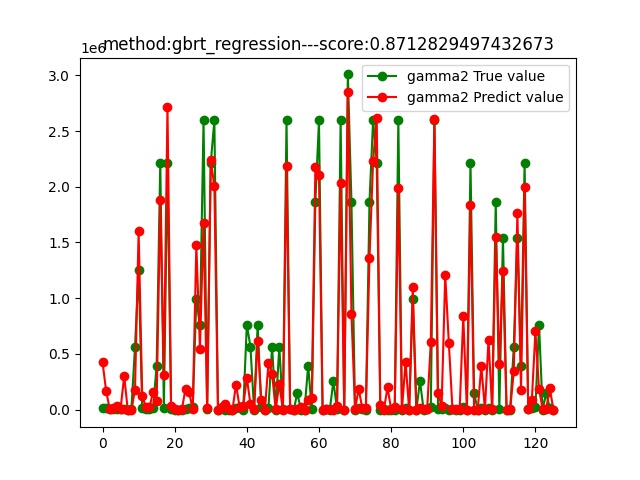 method:gbrt_regression---score:0.8712829497432673
1e6
gamma2 True value
gamma2 Predict value
3.0
2.5
2.0
1.5
1.0
0.5
0.0
0 20 40 60 80 100 120